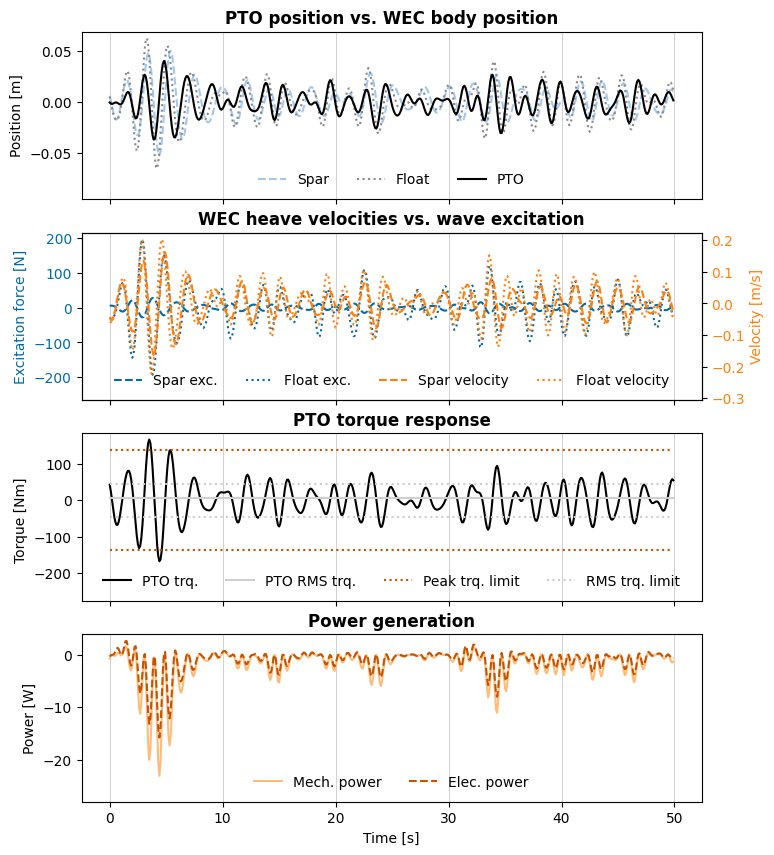 PTO position vs. WEC body position
0.05
0.00
−0.05
Position [m]
Spar Float PTO
WEC heave velocities vs. wave excitation
200
100
0
−100
−200
Excitation force [N]
0.2
0.1
0.0
−0.1
−0.2
−0.3
Velocity [m/s]
Spar exc. Float exc. Spar velocity Float velocity
PTO torque response
100
0
−100
−200
Torque [Nm]
PTO trq. PTO RMS trq. Peak trq. limit RMS trq. limit
Power generation
0
−10
−20
Power [W]
Mech. power Elec. power
0 10 20 30 40 50
Time [s]